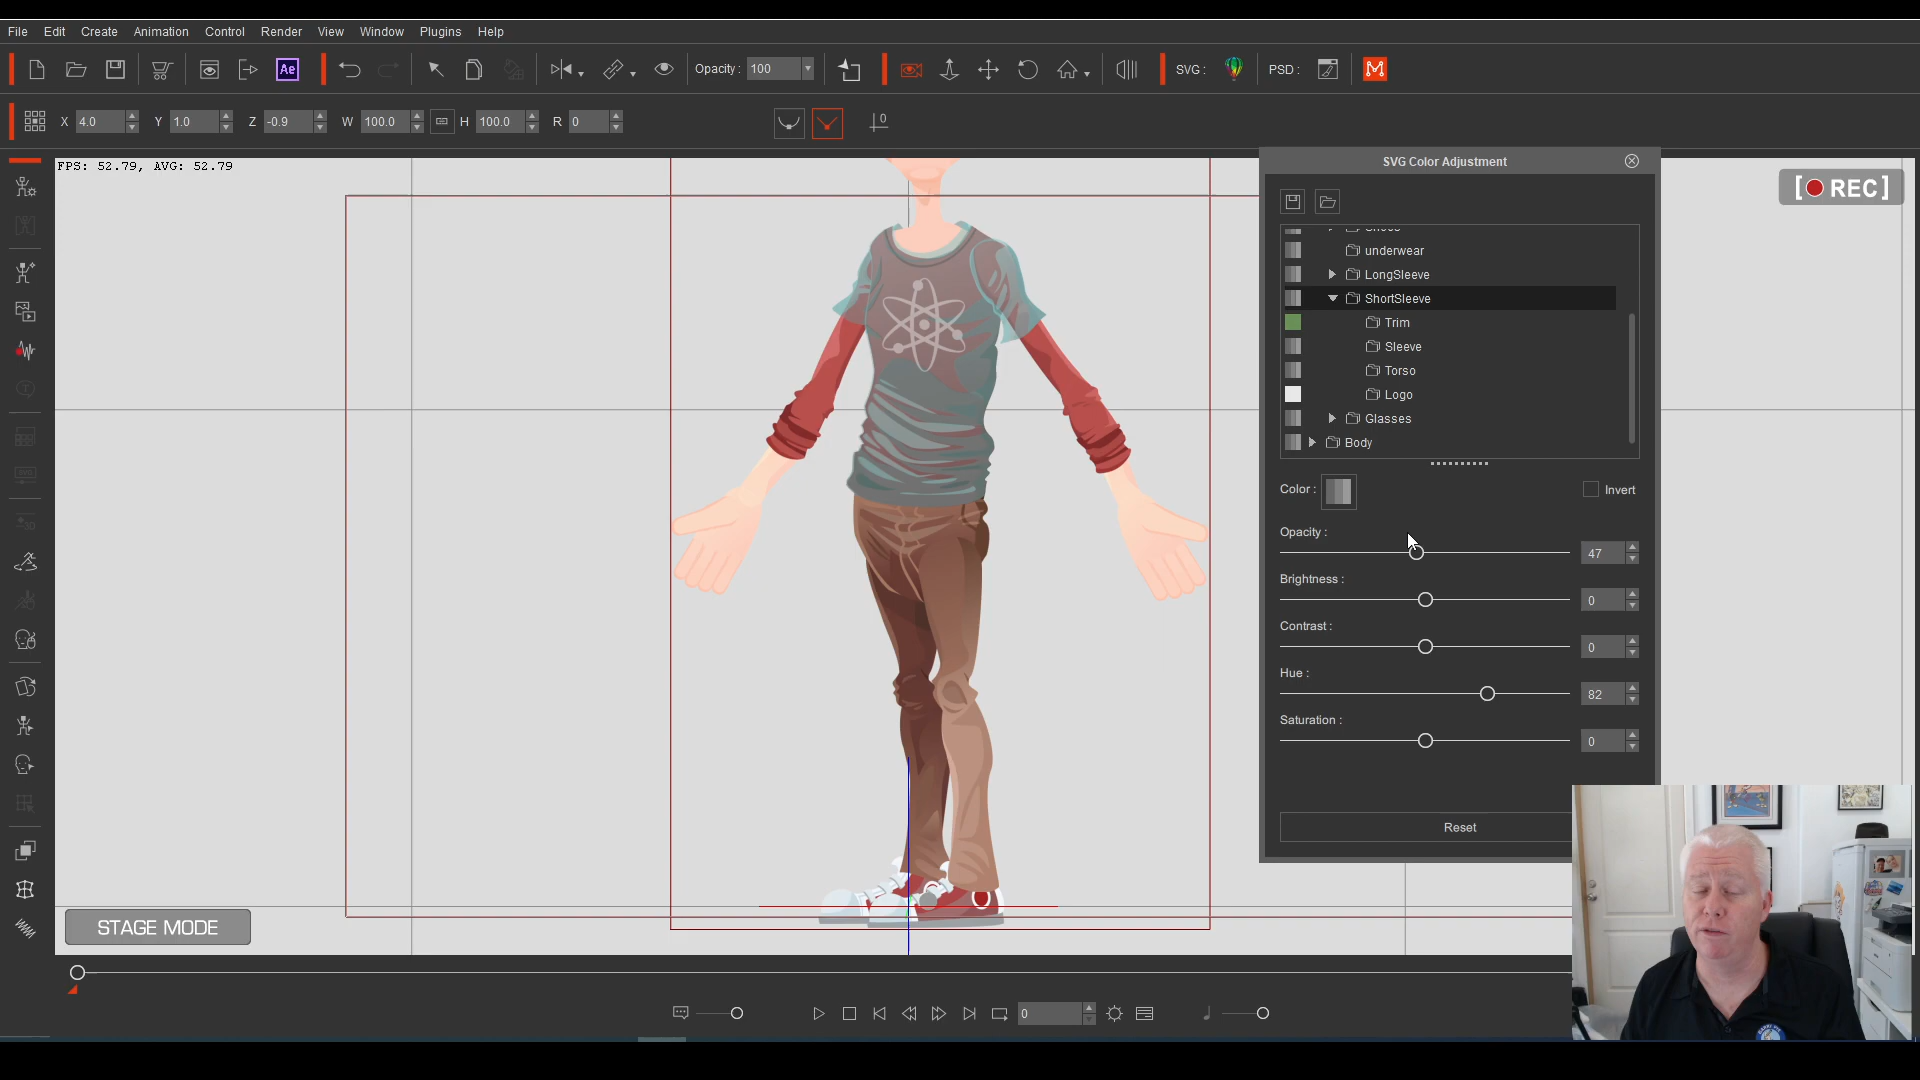 File Edit Create Animation Control Render View Window Plugins Help
Ae Opacity : 100 SVG : PSD :
X 4.0 Y 1.0 Z -0.9 W 100.0 H 100.0 R 0 0
FPS: 52.79, AVG: 52.79
SVG Color Adjustment
[ REC]
underwear
LongSleeve
ShortSleeve
Trim
Sleeve
Torso
Logo
Glasses
Body
Color : Invert
Opacity :
47
Brightness :
0
Contrast :
0
Hue :
82
Saturation :
0
Reset
STAGE MODE
0